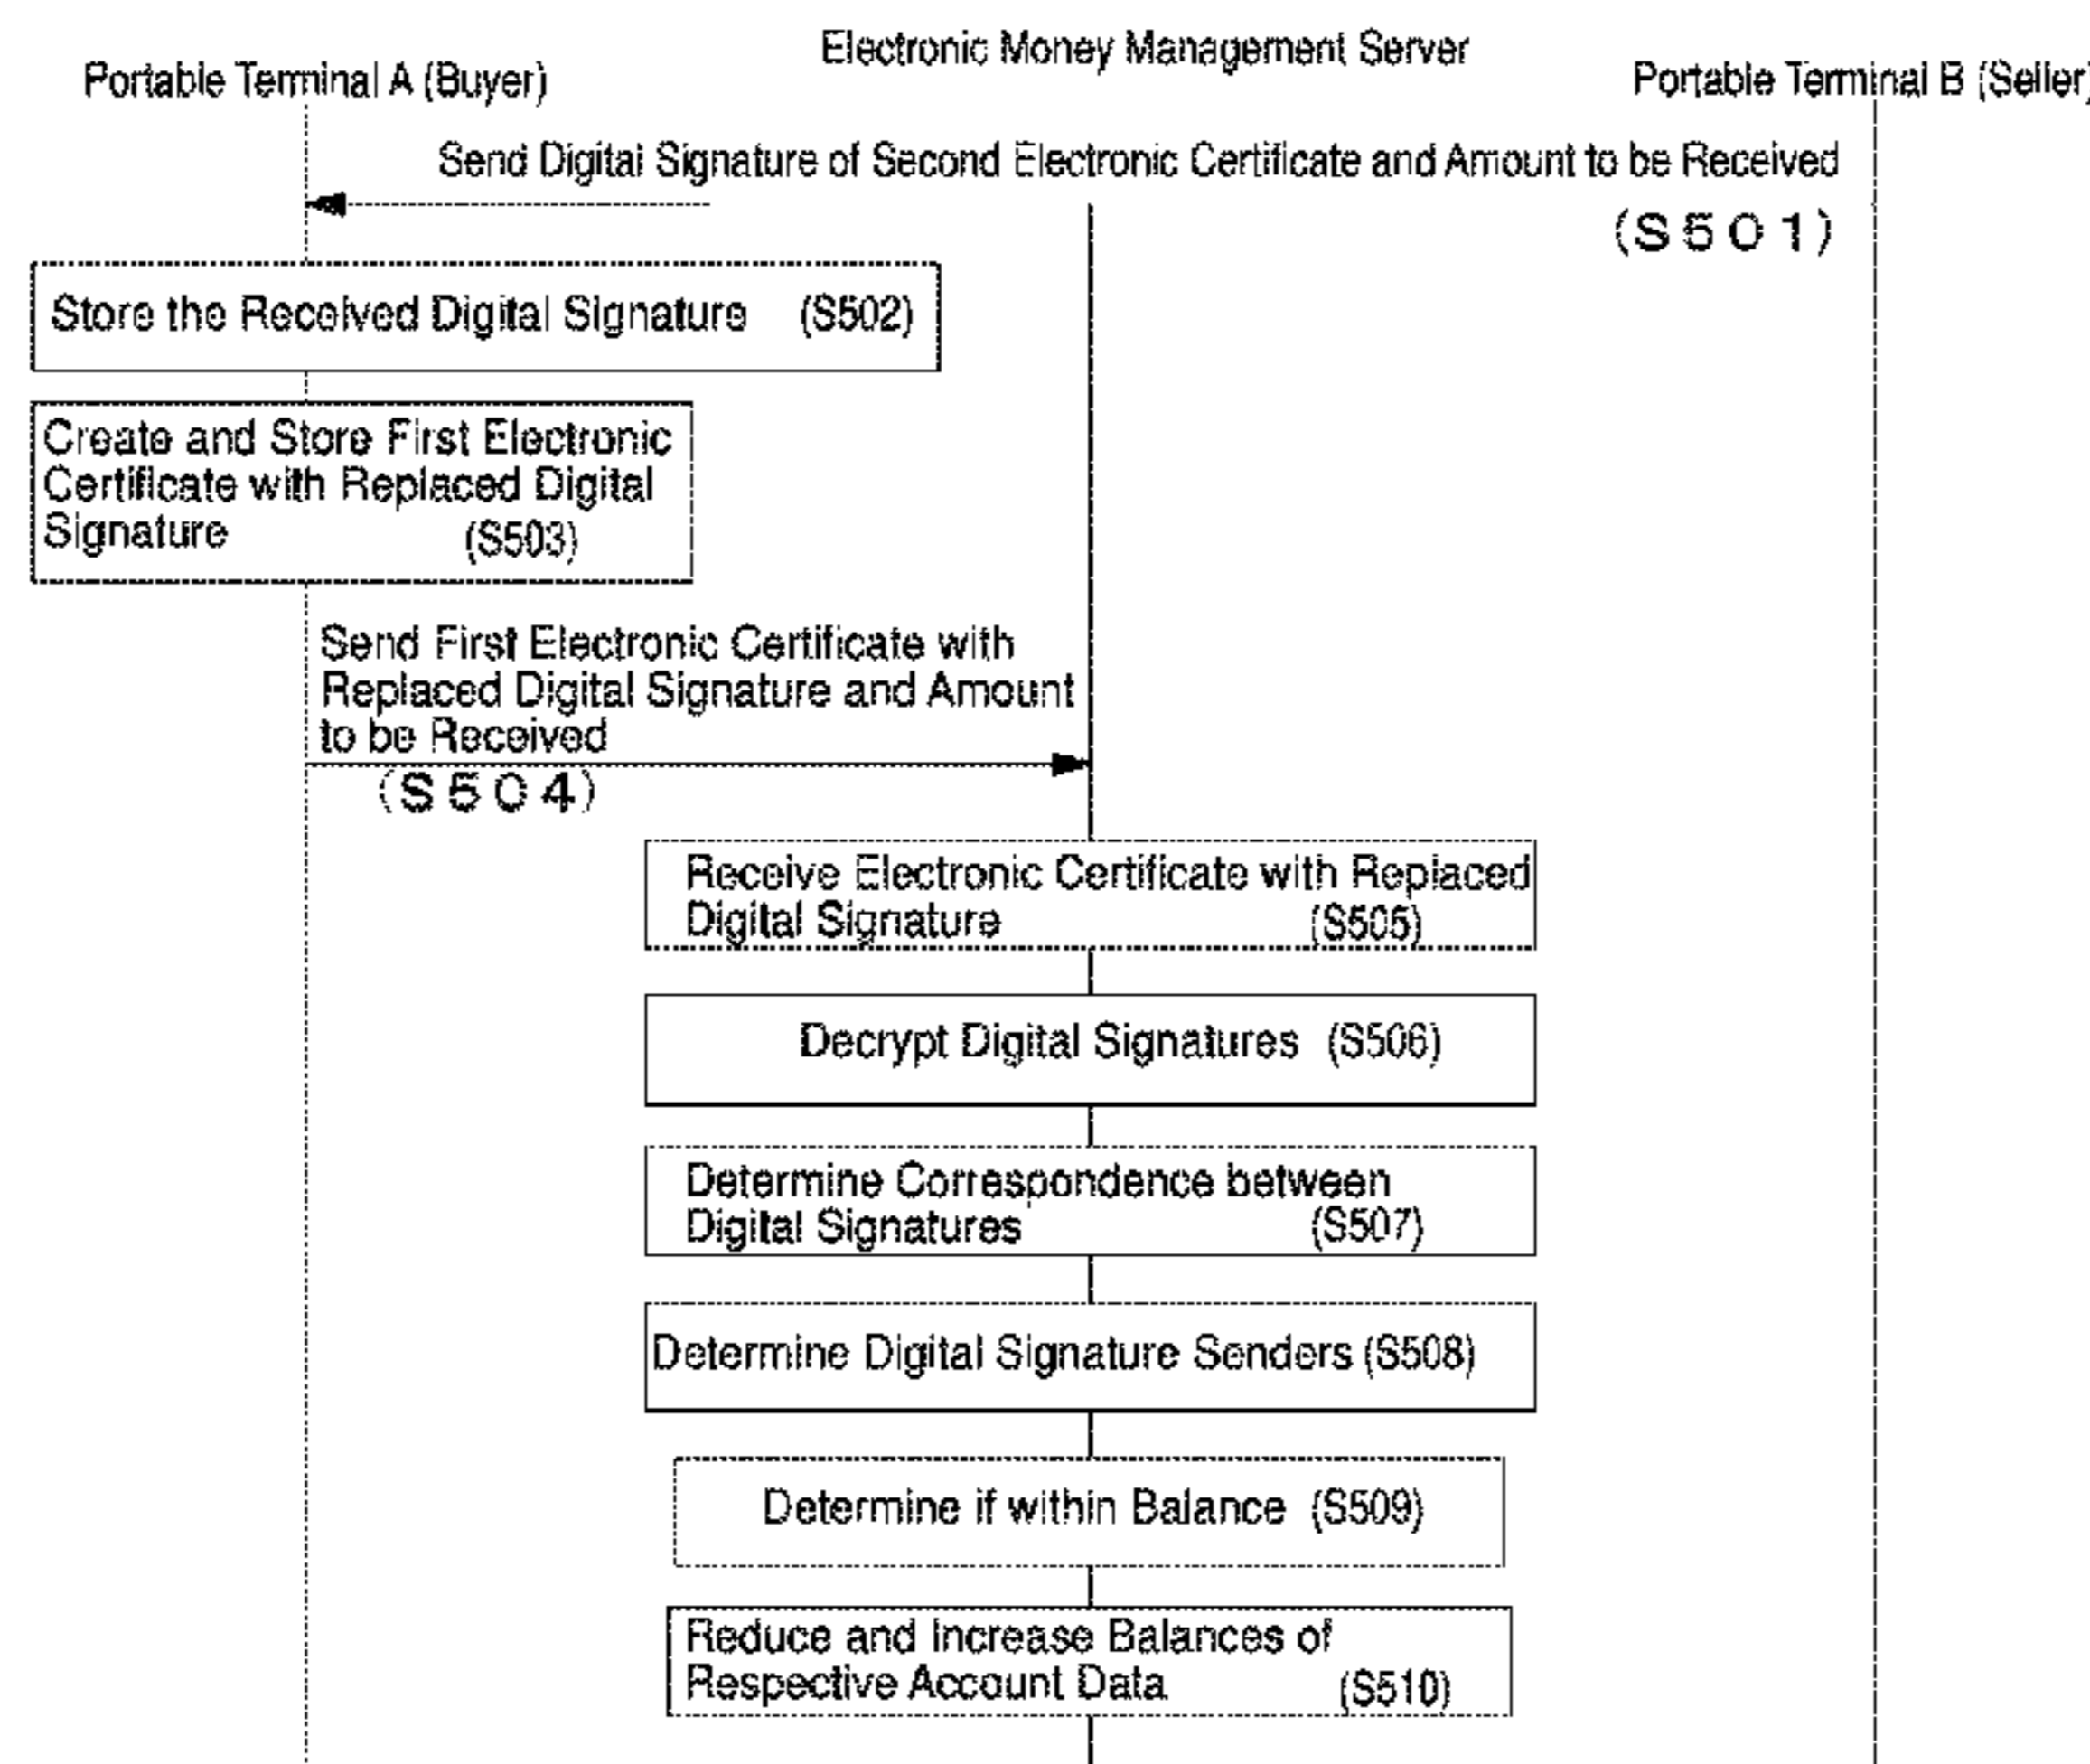 Electronic Money Management Server
Portable Terminal A (Buyer)
Portable Terminal B (Seller)
Send Digital Signature of Second Electronic Certificate and Amount to be Received
(S501)
Store the Received Digital Signature (S502)
Create and Store First Electronic
Certificate with Replaced Digital
Signature (S503)
Send First Electronic Certificate with
Replaced Digital Signature and Amount
to be Received
(S504)
Receive Electronic Certificate with Replaced
Digital Signature (S505)
Decrypt Digital Signatures (S506)
Determine Correspondence between
Digital Signatures (S507)
Determine Digital Signature Senders (S508)
Determine if within Balance (S509)
Reduce and Increase Balances of
Respective Account Data (S510)